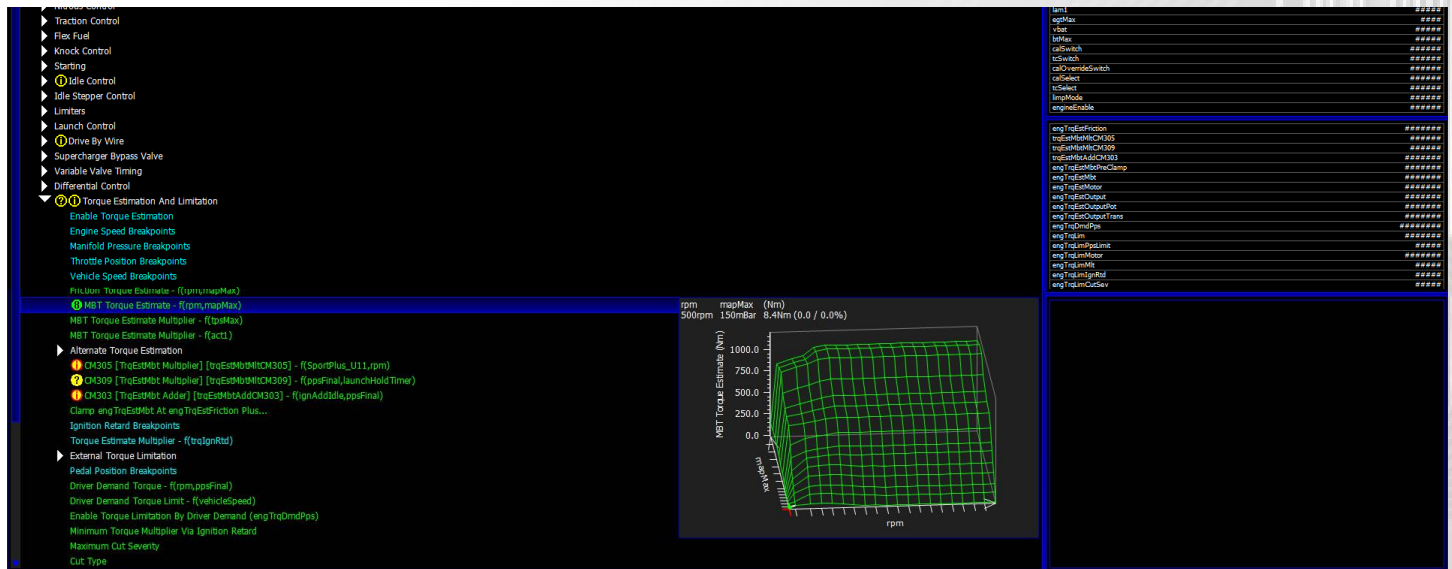 Nitrous Control
Traction Control
Flex Fuel
Knock Control
Starting
Idle Control
Idle Stepper Control
Limiters
Launch Control
Drive By Wire
Supercharger Bypass Valve
Variable Valve Timing
Differential Control
Torque Estimation And Limitation
Enable Torque Estimation
Engine Speed Breakpoints
Manifold Pressure Breakpoints
Throttle Position Breakpoints
Vehicle Speed Breakpoints
Friction Torque Estimate - f(rpm,mapMax)
MBT Torque Estimate - f(rpm,mapMax)
MBT Torque Estimate Multiplier - f(tpsMax)
MBT Torque Estimate Multiplier - f(act1)
Alternate Torque Estimation
CM305 [TrqEstMbt Multiplier] [trqEstMbtMltCM305] - f(SportPlus_U11,rpm)
CM309 [TrqEstMbt Multiplier] [trqEstMbtMltCM309] - f(ppsFinal,launchHoldTimer)
CM303 [TrqEstMbt Adder] [trqEstMbtAddCM303] - f(ignAddIdle,ppsFinal)
Clamp engTrqEstMbt At engTrqEstFriction Plus...
Ignition Retard Breakpoints
Torque Estimate Multiplier - f(trqIgnRtd)
External Torque Limitation
Pedal Position Breakpoints
Driver Demand Torque - f(rpm,ppsFinal)
Driver Demand Torque Limit - f(vehicleSpeed)
Enable Torque Limitation By Driver Demand (engTrqDmdPps)
Minimum Torque Multiplier Via Ignition Retard
Maximum Cut Severity
Cut Type
rpm mapMax (Nm)
500rpm 150mBar 8.4Nm (0.0 / 0.0%)
MBT Torque Estimate (Nm)
1000.0
750.0
500.0
250.0
0.0
mapMax
rpm
lam1 #####
egtMax ####
vbat #####
btMax #####
calSwitch ######
tcSwitch ######
calOverrideSwitch ######
calSelect ######
tcSelect ######
limpMode ######
engineEnable ######
engTrqEstFriction #######
trqEstMbtMltCM305 ######
trqEstMbtMltCM309 ######
trqEstMbtAddCM303 #######
engTrqEstMbtPreClamp #######
engTrqEstMbt #######
engTrqEstMotor #######
engTrqEstOutput #######
engTrqEstOutputPot #######
engTrqEstOutputTrans #######
engTrqDmdPps ########
engTrqLim #######
engTrqLimPpsLimit #####
engTrqLimMotor #######
engTrqLimMlt #####
engTrqLimIgnRtd #####
engTrqLimCutSev #####